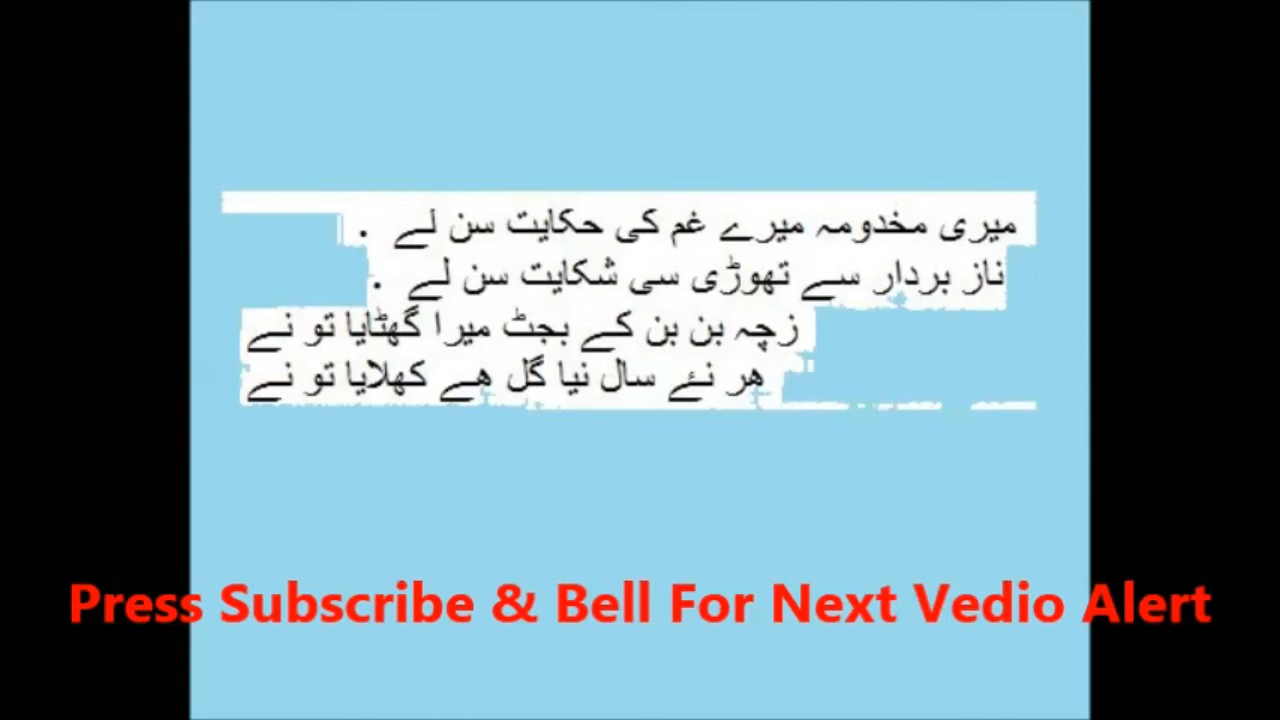 میری مخدومہ میرے غم کی حکایت سن لے .
ناز بردار سے تھوڑی سی شکایت سن لے .
زچہ بن بن کے بجٹ میرا گھٹایا تو نے
ھر نئے سال نیا گل ھے کھلایا تو نے
Press Subscribe & Bell For Next Vedio Alert